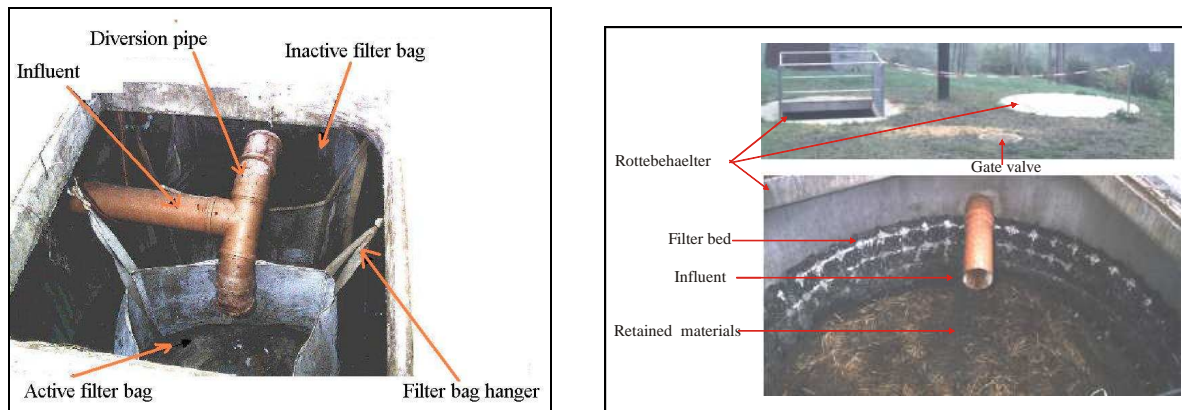 Diversion pipe
Inactive filter bag
Influent
Active filter bag
Filter bag hanger
Rottebehaelter
Gate valve
Filter bed
Influent
Retained materials